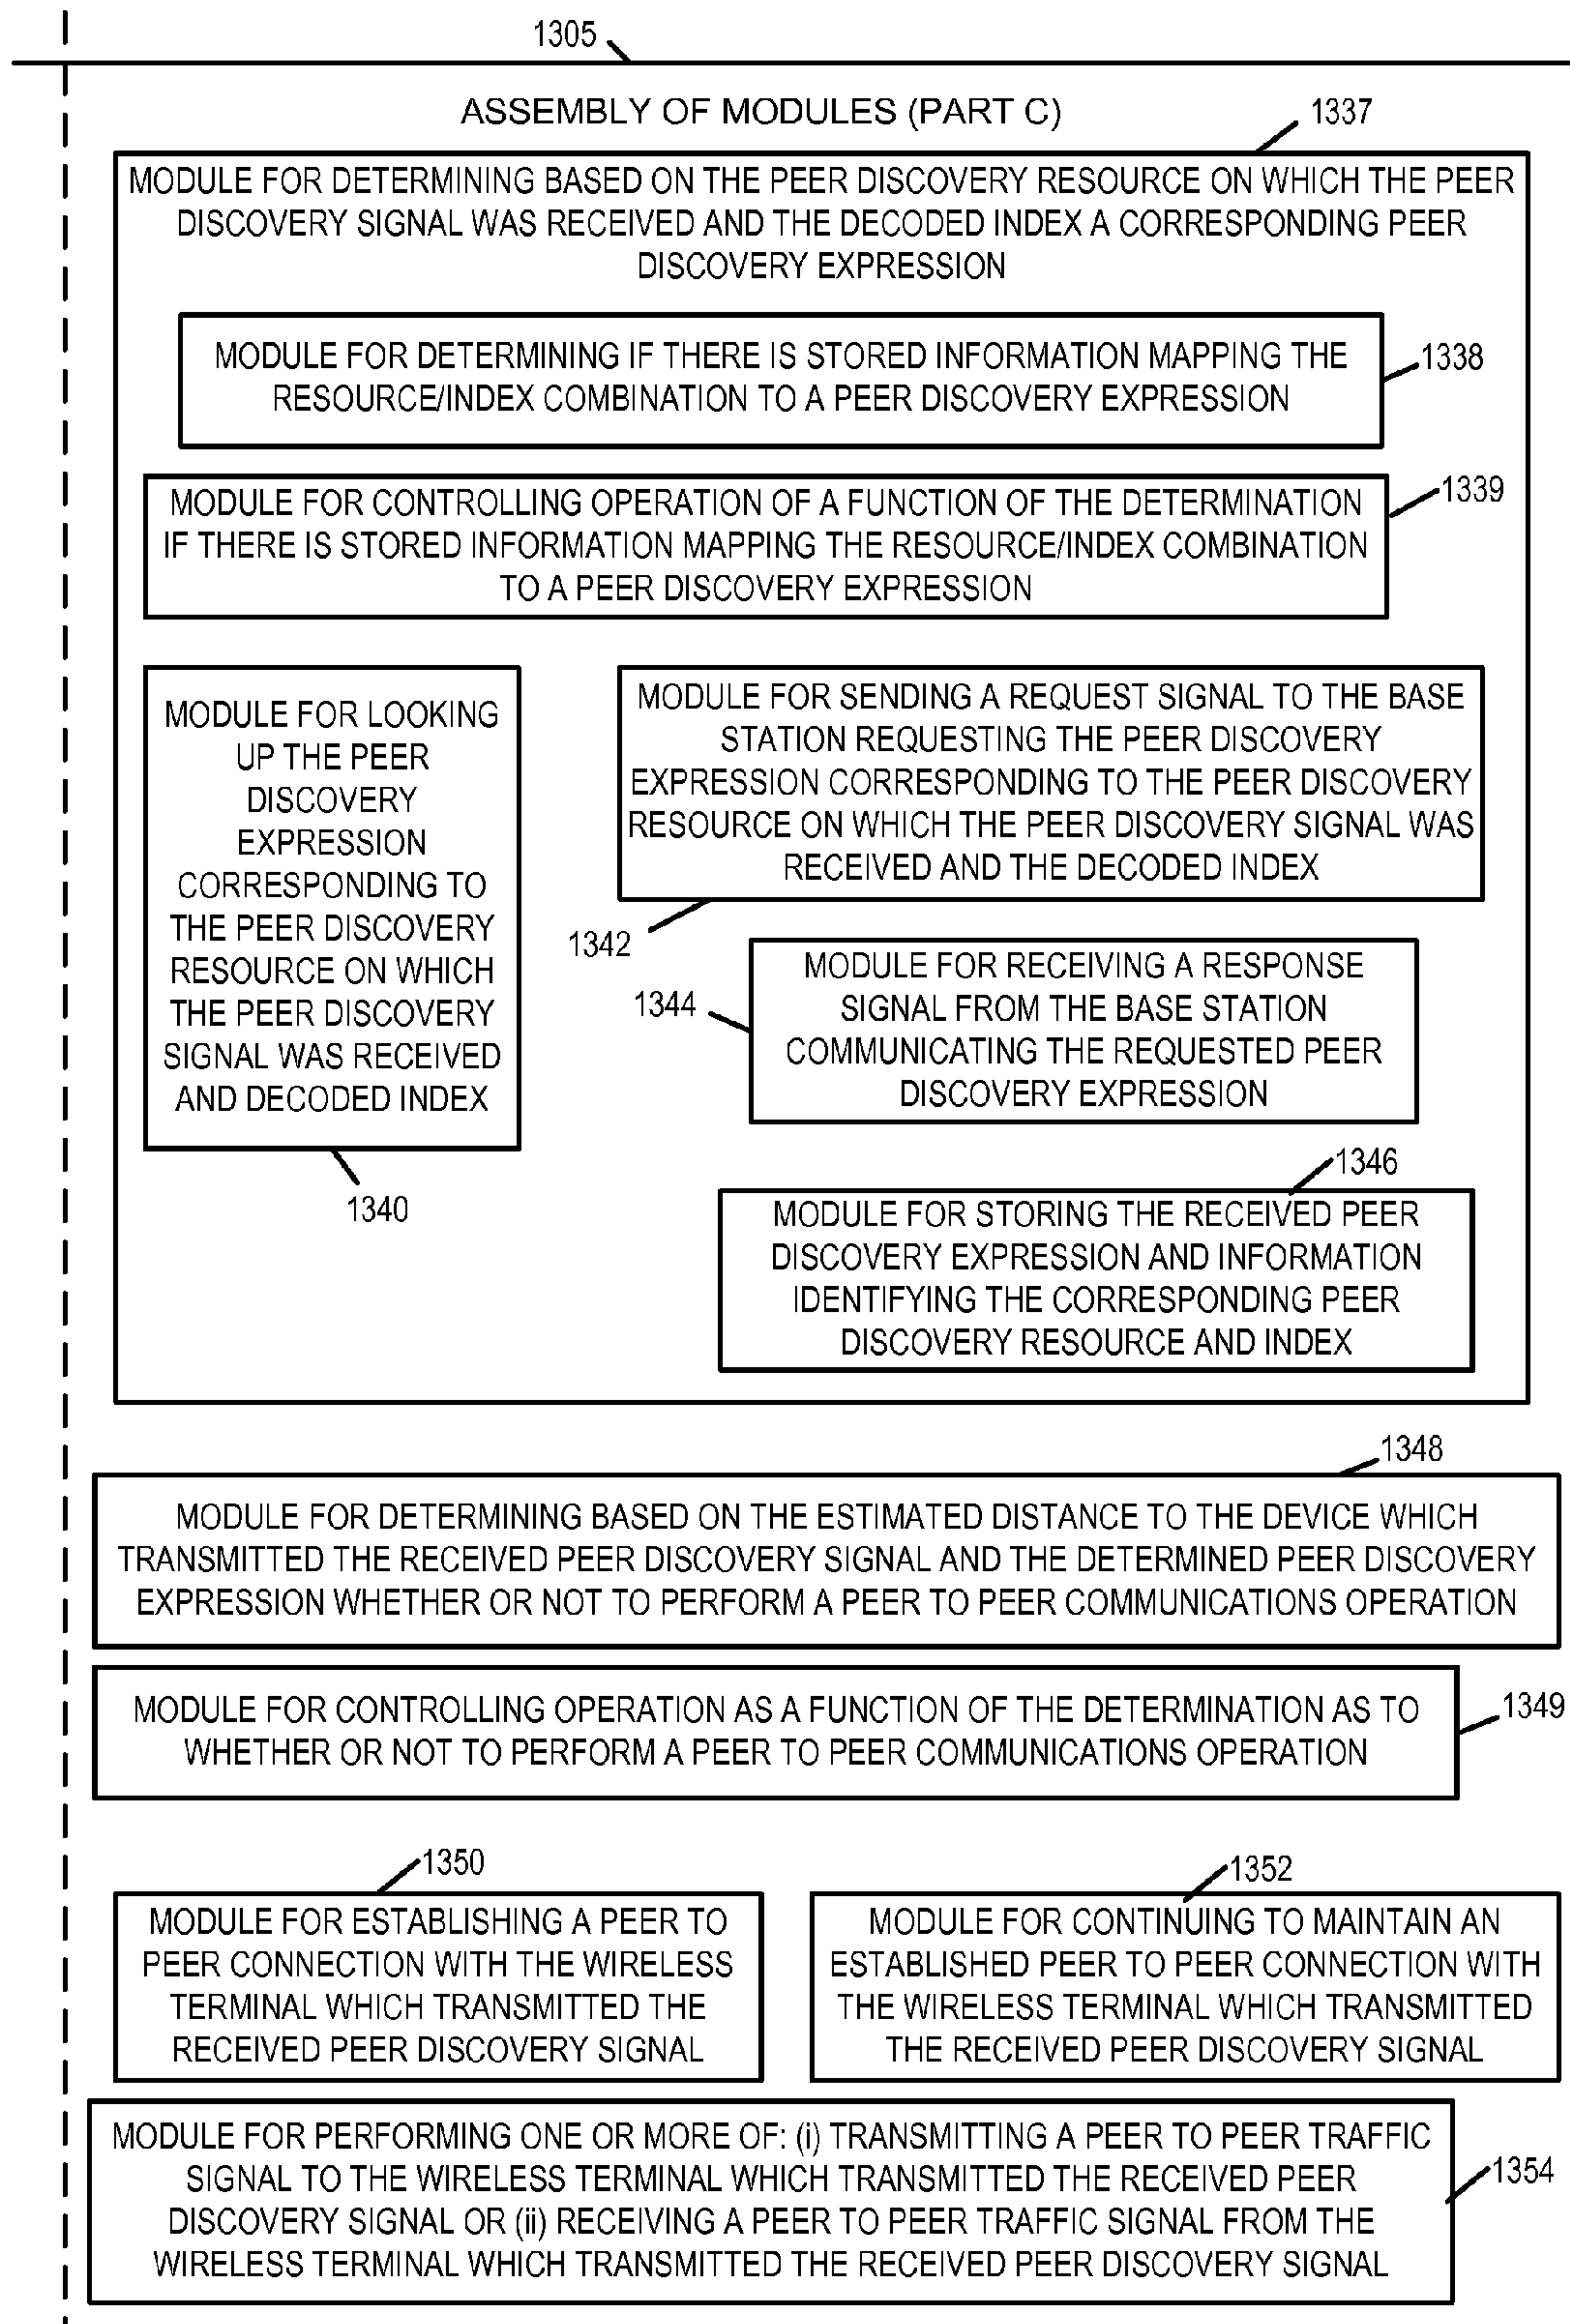 1305
ASSEMBLY OF MODULES (PART C)
1337
MODULE FOR DETERMINING BASED ON THE PEER DISCOVERY RESOURCE ON WHICH THE PEER
DISCOVERY SIGNAL WAS RECEIVED AND THE DECODED INDEX A CORRESPONDING PEER
DISCOVERY EXPRESSION
MODULE FOR DETERMINING IF THERE IS STORED INFORMATION MAPPING THE
RESOURCE/INDEX COMBINATION TO A PEER DISCOVERY EXPRESSION
1338
MODULE FOR CONTROLLING OPERATION OF A FUNCTION OF THE DETERMINATION
IF THERE IS STORED INFORMATION MAPPING THE RESOURCE/INDEX COMBINATION
TO A PEER DISCOVERY EXPRESSION
1339
MODULE FOR LOOKING
UP THE PEER
DISCOVERY
EXPRESSION
CORRESPONDING TO
THE PEER DISCOVERY
RESOURCE ON WHICH
THE PEER DISCOVERY
SIGNAL WAS RECEIVED
AND DECODED INDEX
1340
MODULE FOR SENDING A REQUEST SIGNAL TO THE BASE
STATION REQUESTING THE PEER DISCOVERY
EXPRESSION CORRESPONDING TO THE PEER DISCOVERY
RESOURCE ON WHICH THE PEER DISCOVERY SIGNAL WAS
RECEIVED AND THE DECODED INDEX
1342
MODULE FOR RECEIVING A RESPONSE
SIGNAL FROM THE BASE STATION
COMMUNICATING THE REQUESTED PEER
DISCOVERY EXPRESSION
1344
1346
MODULE FOR STORING THE RECEIVED PEER
DISCOVERY EXPRESSION AND INFORMATION
IDENTIFYING THE CORRESPONDING PEER
DISCOVERY RESOURCE AND INDEX
1348
MODULE FOR DETERMINING BASED ON THE ESTIMATED DISTANCE TO THE DEVICE WHICH
TRANSMITTED THE RECEIVED PEER DISCOVERY SIGNAL AND THE DETERMINED PEER DISCOVERY
EXPRESSION WHETHER OR NOT TO PERFORM A PEER TO PEER COMMUNICATIONS OPERATION
MODULE FOR CONTROLLING OPERATION AS A FUNCTION OF THE DETERMINATION AS TO
WHETHER OR NOT TO PERFORM A PEER TO PEER COMMUNICATIONS OPERATION
1349
1350
MODULE FOR ESTABLISHING A PEER TO
PEER CONNECTION WITH THE WIRELESS
TERMINAL WHICH TRANSMITTED THE
RECEIVED PEER DISCOVERY SIGNAL
1352
MODULE FOR CONTINUING TO MAINTAIN AN
ESTABLISHED PEER TO PEER CONNECTION WITH
THE WIRELESS TERMINAL WHICH TRANSMITTED
THE RECEIVED PEER DISCOVERY SIGNAL
MODULE FOR PERFORMING ONE OR MORE OF: (i) TRANSMITTING A PEER TO PEER TRAFFIC
SIGNAL TO THE WIRELESS TERMINAL WHICH TRANSMITTED THE RECEIVED PEER
DISCOVERY SIGNAL OR (ii) RECEIVING A PEER TO PEER TRAFFIC SIGNAL FROM THE
WIRELESS TERMINAL WHICH TRANSMITTED THE RECEIVED PEER DISCOVERY SIGNAL
1354